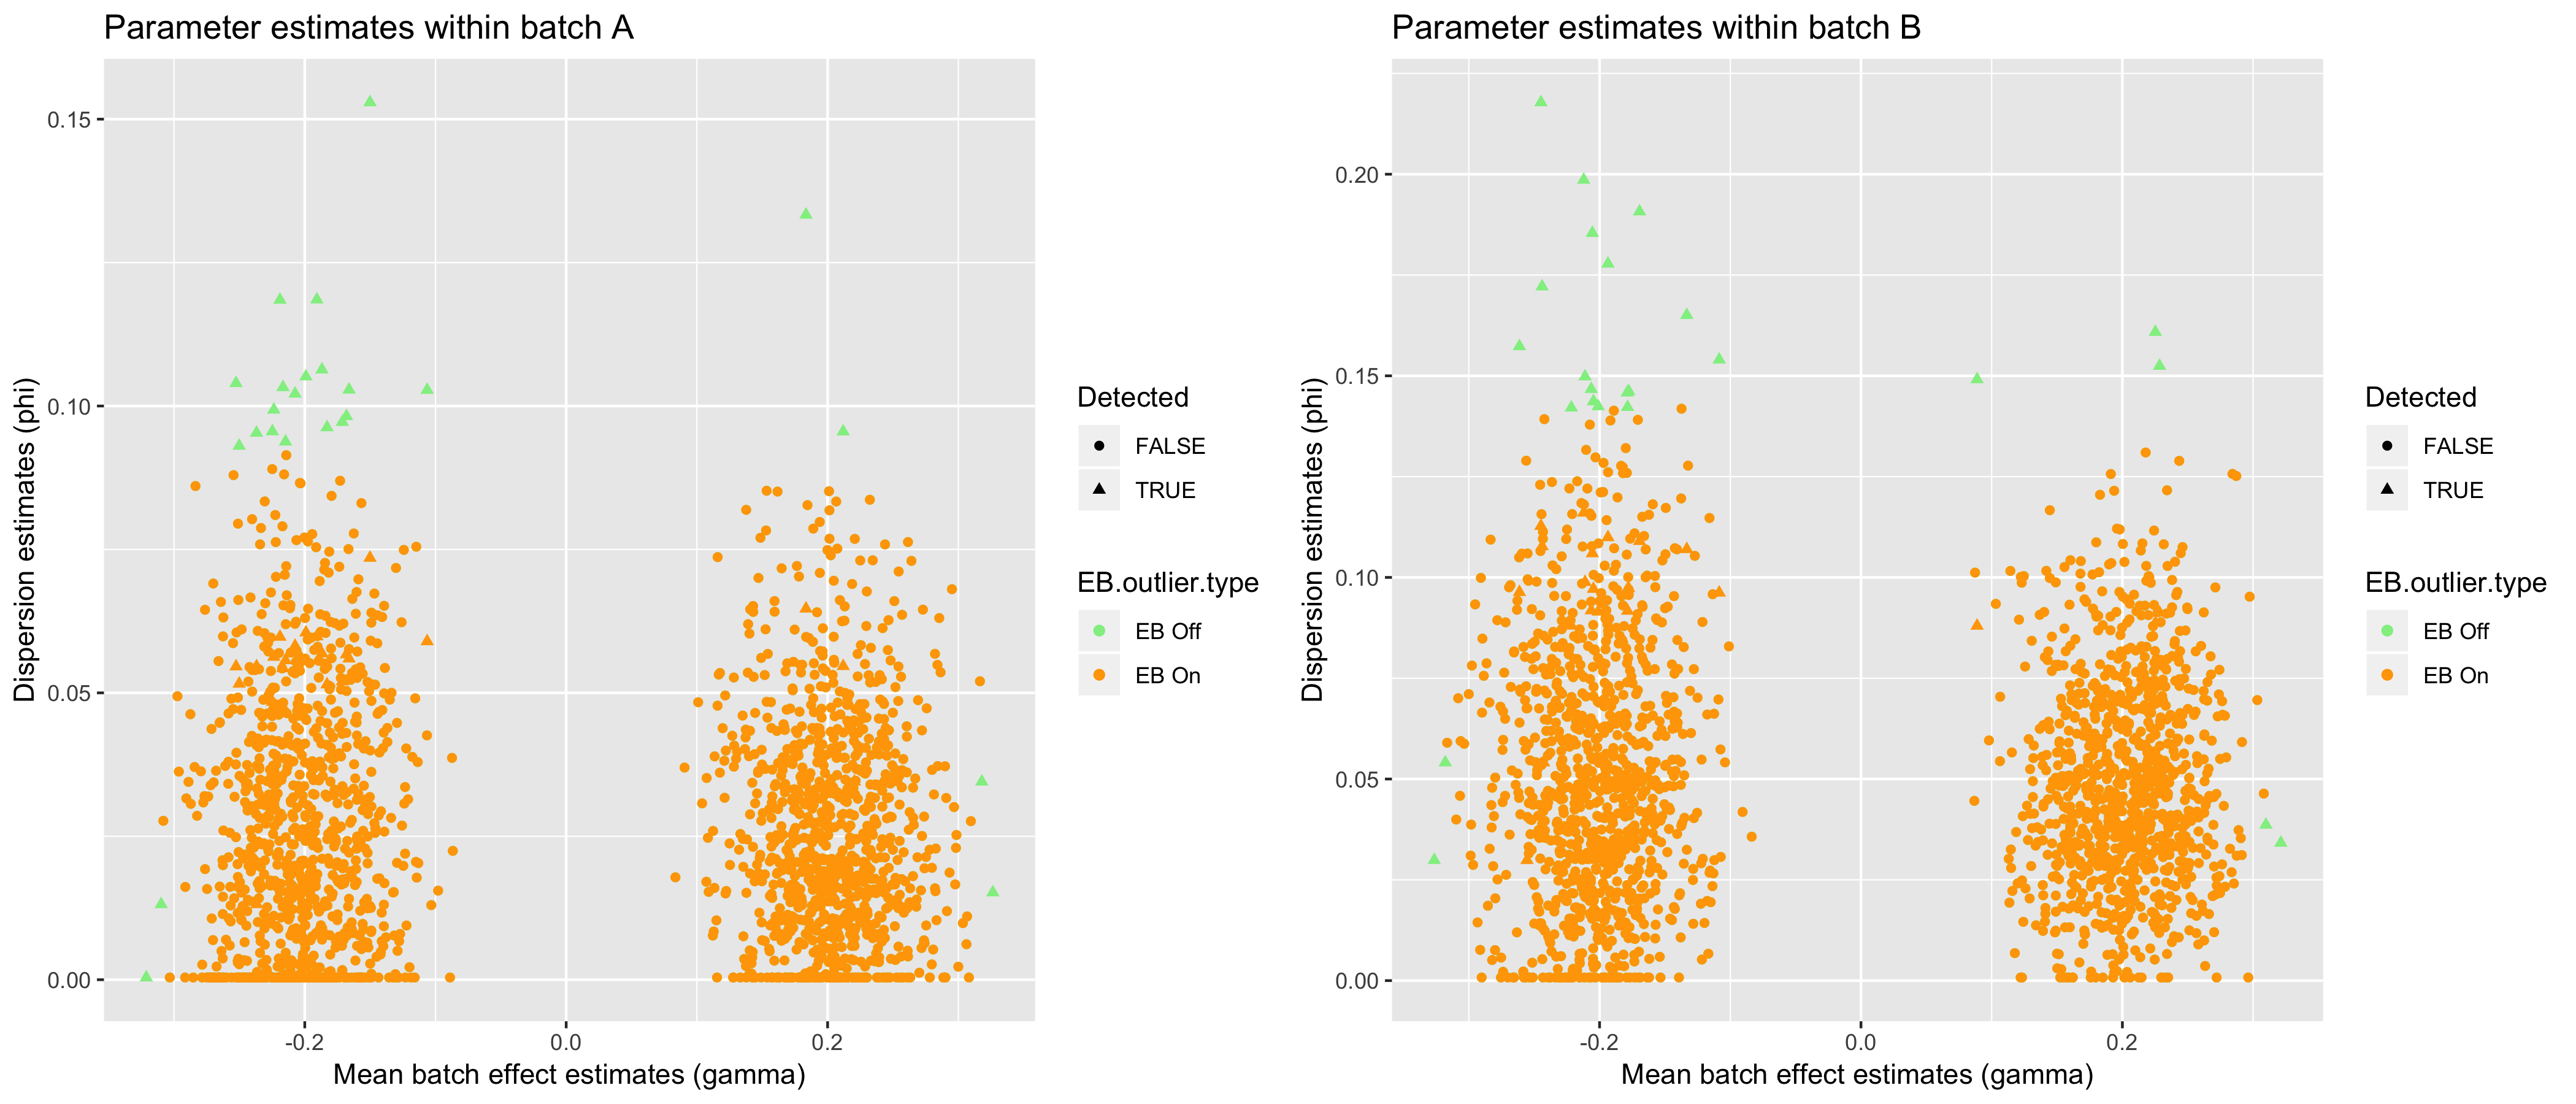 Parameter estimates within batch A
Dispersion estimates (phi)
0.15
0.10
0.05
0.00
-0.2
0.0
0.2
Mean batch effect estimates (gamma)
Detected
FALSE
TRUE
EB.outlier.type
EB Off
EB On
Parameter estimates within batch B
Dispersion estimates (phi)
0.20
0.15
0.10
0.05
0.00
-0.2
0.0
0.2
Mean batch effect estimates (gamma)
Detected
FALSE
TRUE
EB.outlier.type
EB Off
EB On